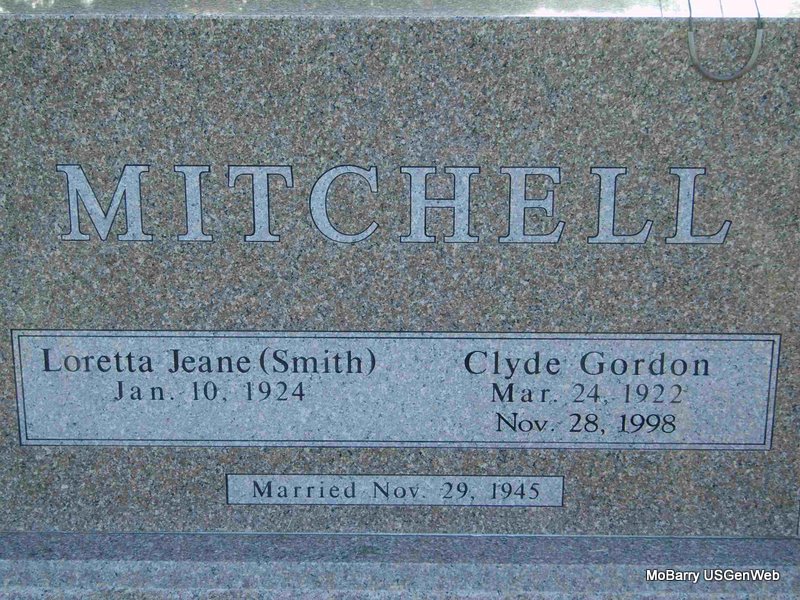 MITCHELL
Loretta Jeane (Smith)
Jan. 10, 1924
Clyde Gordon
Mar. 24, 1922
Nov. 28, 1998
Married Nov. 29, 1945
MoBarry USGenWeb